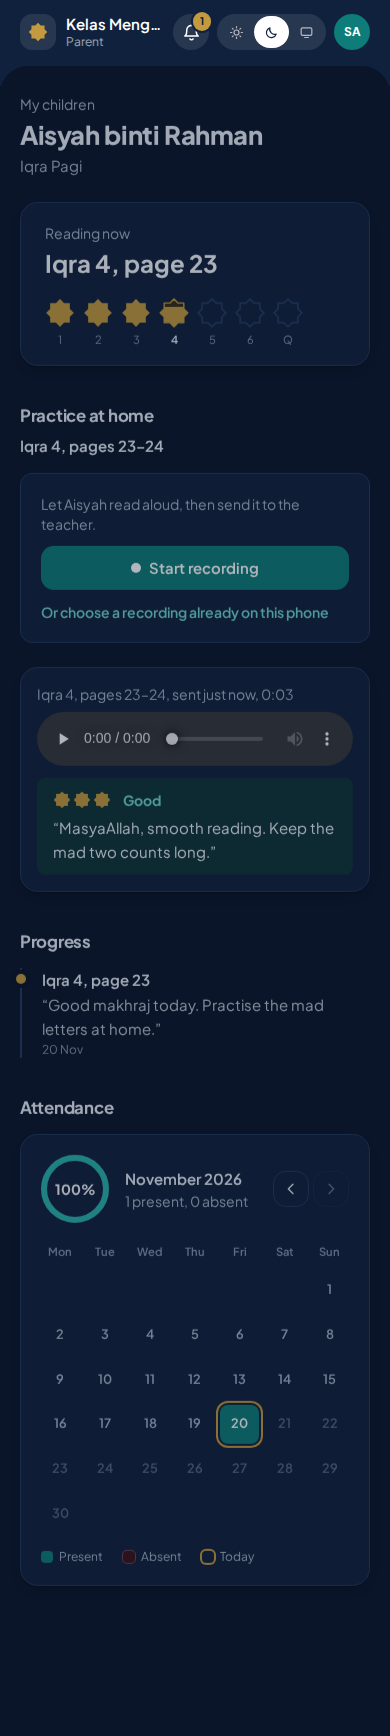 Kelas Meng...
Parent
1
SA
My children
Aisyah binti Rahman
Iqra Pagi
Reading now
Iqra 4, page 23
1 2 3 4 5 6 Q
Practice at home
Iqra 4, pages 23–24
Let Aisyah read aloud, then send it to the
teacher.
Start recording
Or choose a recording already on this phone
Iqra 4, pages 23–24, sent just now, 0:03
0:00 / 0:00
Good
“MasyaAllah, smooth reading. Keep the
mad two counts long.”
Progress
Iqra 4, page 23
“Good makhraj today. Practise the mad
letters at home.”
20 Nov
Attendance
100%
November 2026
1 present, 0 absent
Mon Tue Wed Thu Fri Sat Sun
1
2 3 4 5 6 7 8
9 10 11 12 13 14 15
16 17 18 19 20 21 22
23 24 25 26 27 28 29
30
Present Absent Today